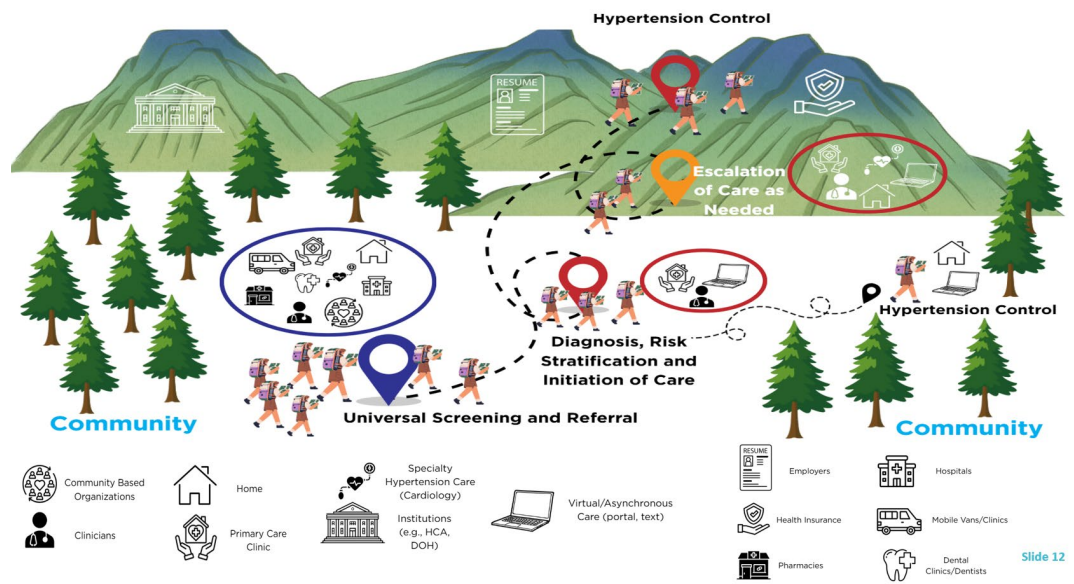 Hypertension Control
RESUME
Escalation
of Care as
Needed
Hypertension Control
Diagnosis, Risk
Stratification and
Initiation of Care
Universal Screening and Referral
Community
Community
Community Based
Organizations
Clinicians
Home
Primary Care
Clinic
Specialty
Hypertension Care
(Cardiology)
Institutions
(e.g., HCA,
DOH)
Virtual/Asynchronous
Care (portal, text)
RESUME
Employers
Health Insurance
Pharmacies
Hospitals
Mobile Vans/Clinics
Dental
Clinics/Dentists
Slide 12